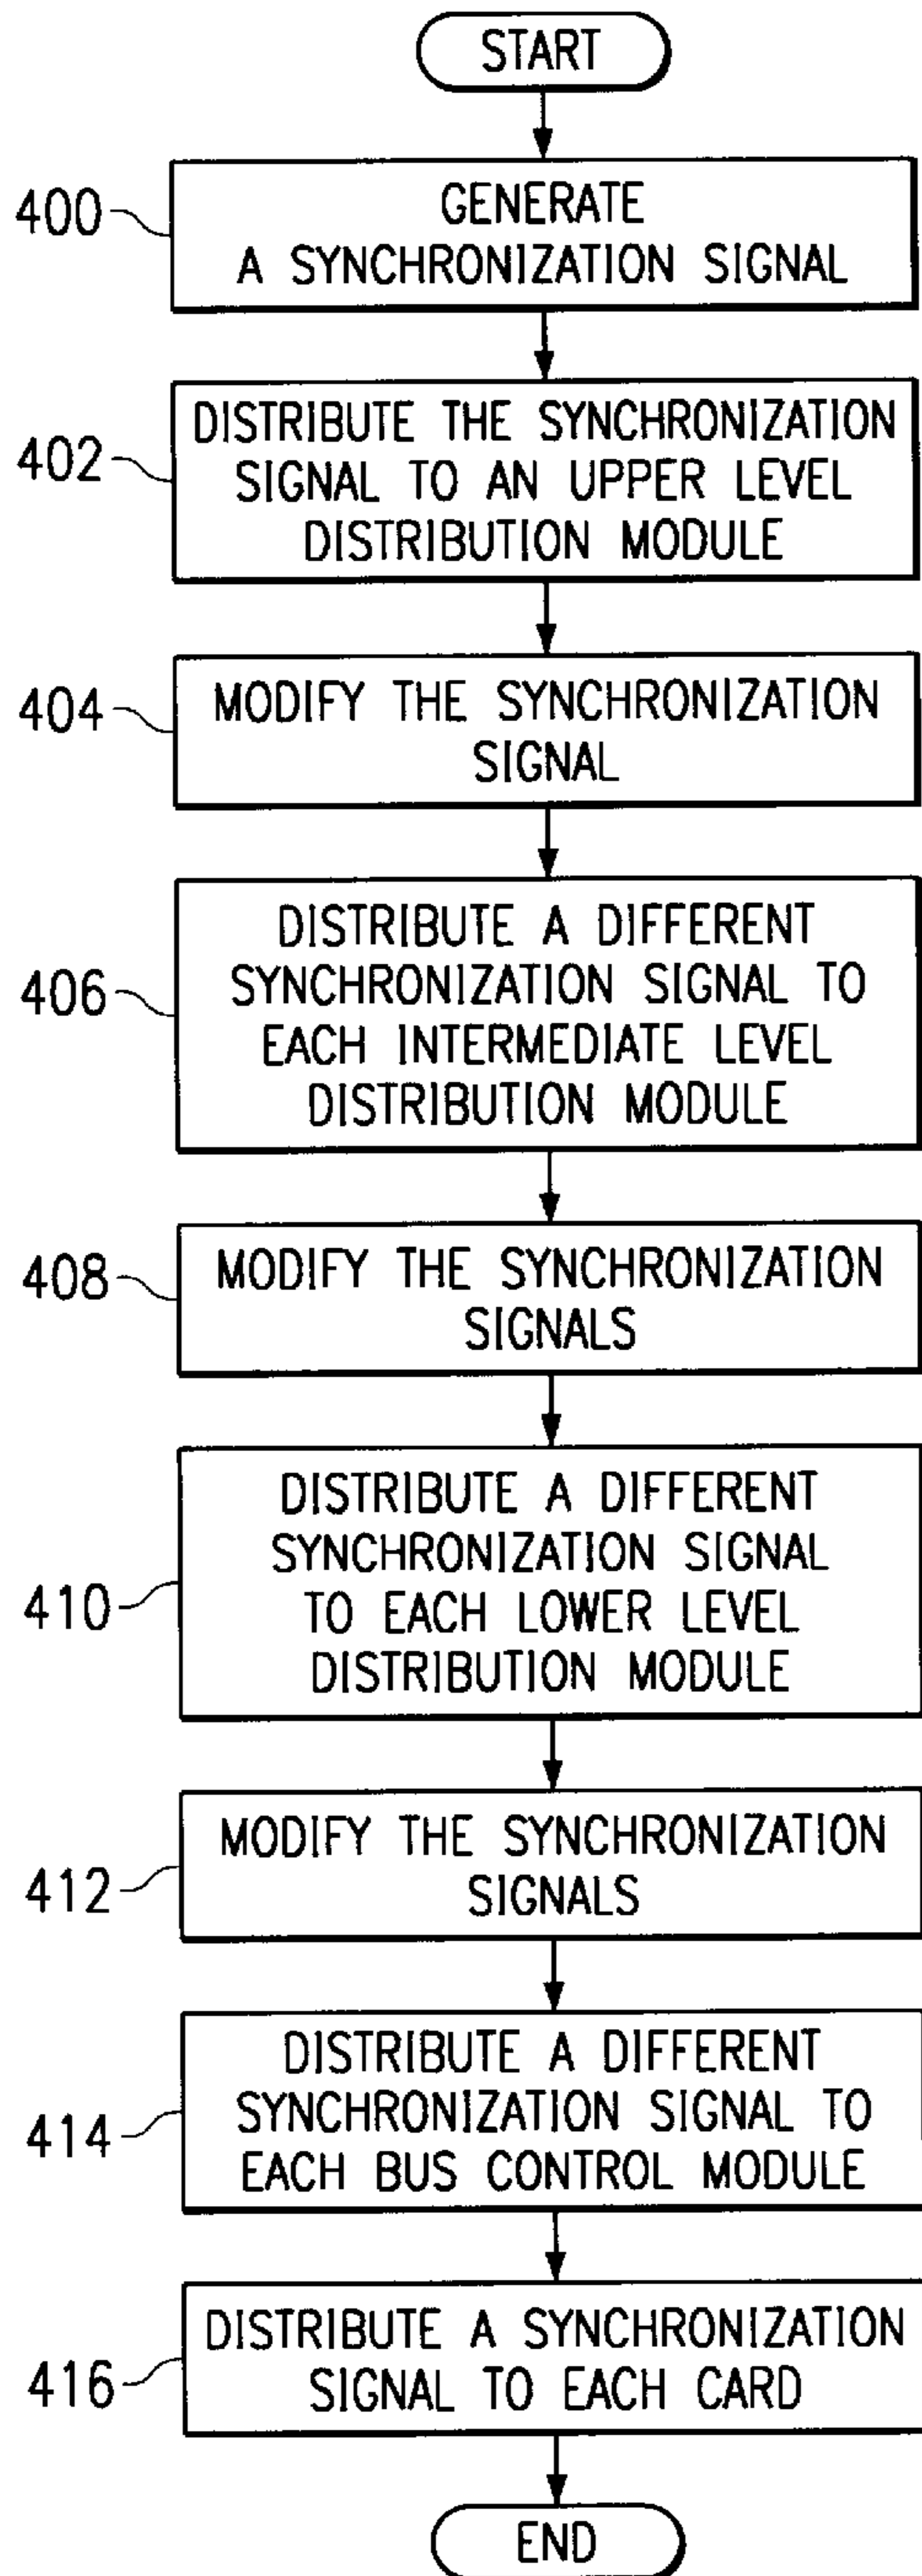 START
400
GENERATE
A SYNCHRONIZATION SIGNAL
402
DISTRIBUTE THE SYNCHRONIZATION
SIGNAL TO AN UPPER LEVEL
DISTRIBUTION MODULE
404
MODIFY THE SYNCHRONIZATION
SIGNAL
406
DISTRIBUTE A DIFFERENT
SYNCHRONIZATION SIGNAL TO
EACH INTERMEDIATE LEVEL
DISTRIBUTION MODULE
408
MODIFY THE SYNCHRONIZATION
SIGNALS
410
DISTRIBUTE A DIFFERENT
SYNCHRONIZATION SIGNAL
TO EACH LOWER LEVEL
DISTRIBUTION MODULE
412
MODIFY THE SYNCHRONIZATION
SIGNALS
414
DISTRIBUTE A DIFFERENT
SYNCHRONIZATION SIGNAL TO
EACH BUS CONTROL MODULE
416
DISTRIBUTE A SYNCHRONIZATION
SIGNAL TO EACH CARD
END